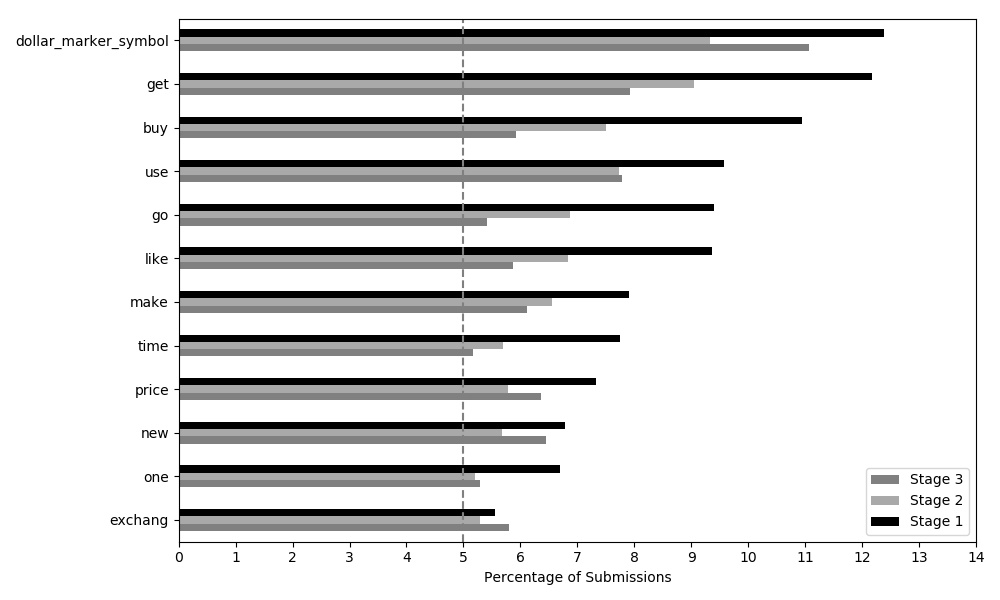 dollar_marker_symbol
get
buy
use
go
like
make
time
price
new
one
exchang
Stage 3
Stage 2
Stage 1
0 1 2 3 4 5 6 7 8 9 10 11 12 13 14
Percentage of Submissions